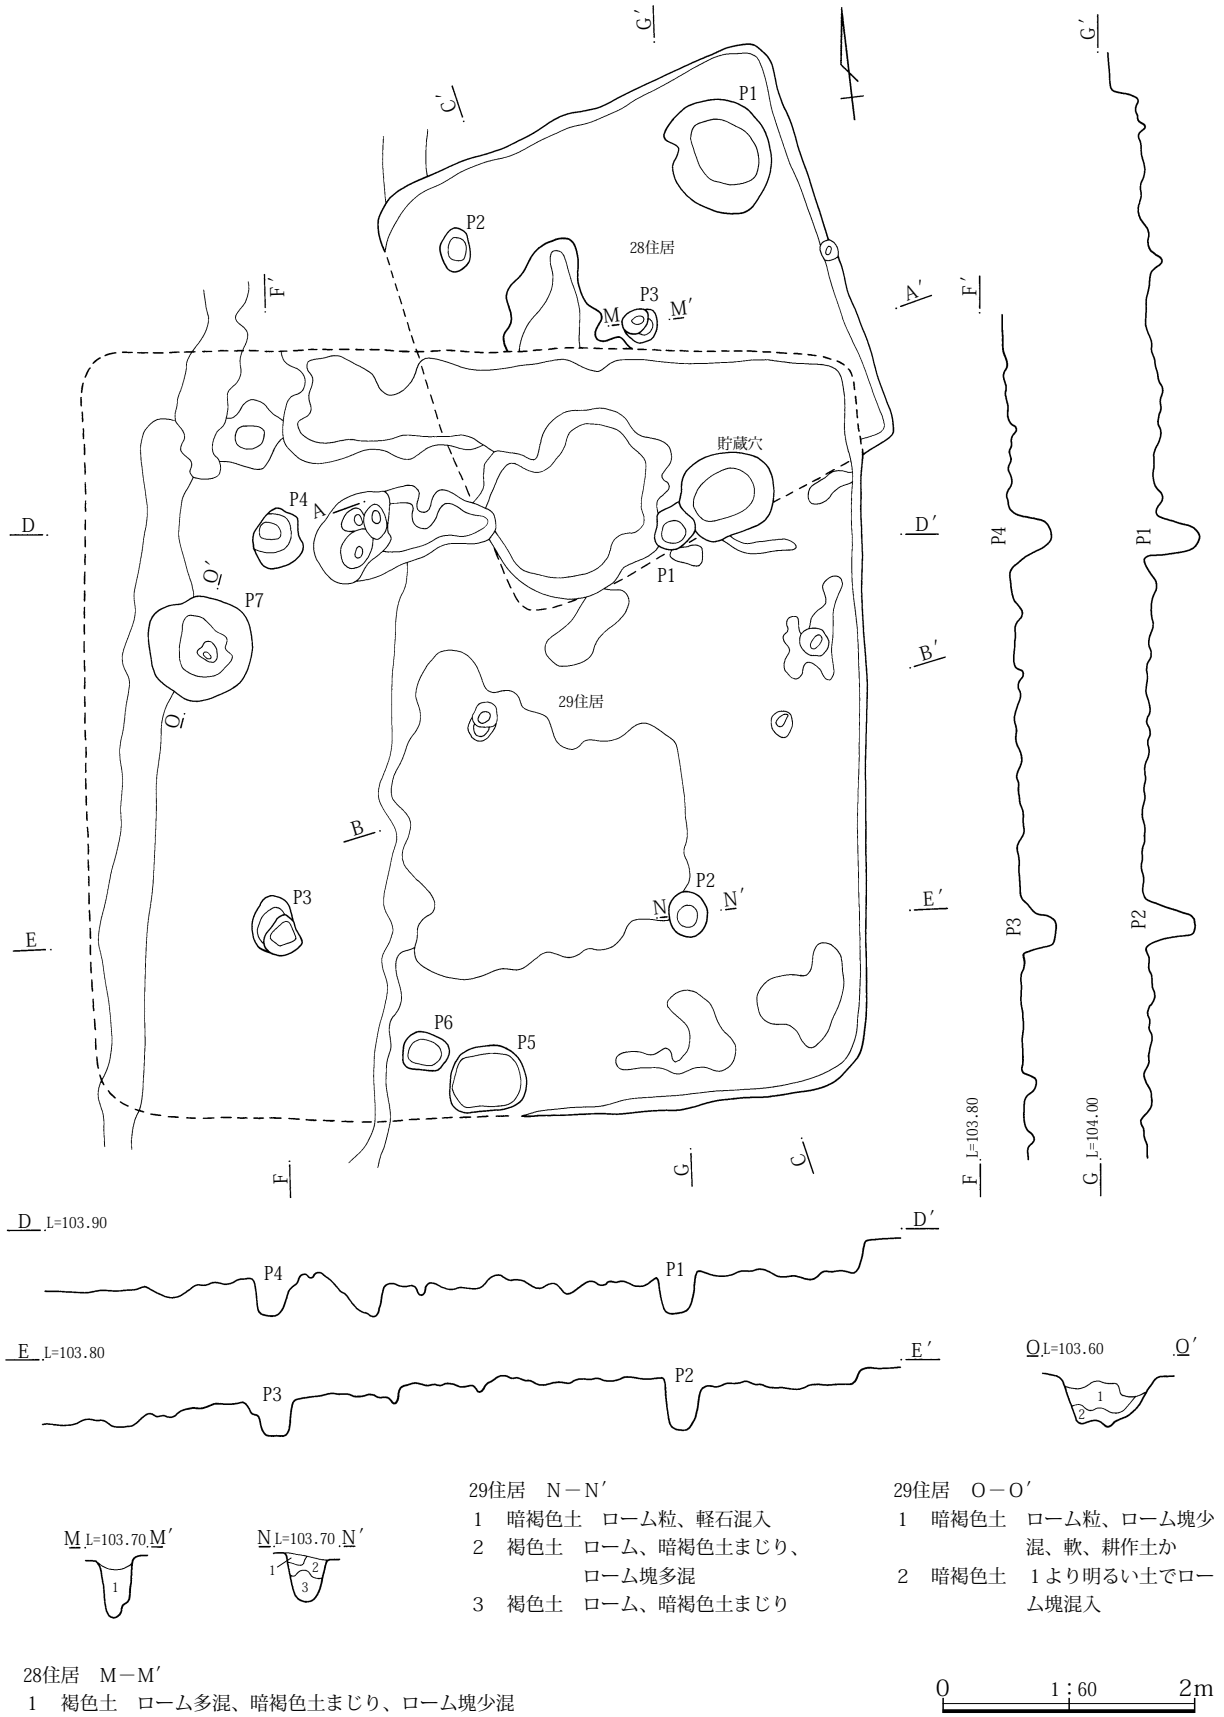 G′
G′
C′
P1
P2
28住居
P3
M
M′
A′
F′
F′
貯蔵穴
P4
A
D
D′
P4
P1
P1
O′
P7
B′
O
29住居
B
P3
P2
N
N′
E′
E
P3
P2
P6
P5
F
G
C
F L=103.80
G L=104.00
D L=103.90
D′
P4
P1
E L=103.80
E′
P3
P2
O L=103.60
O′
1
2
M L=103.70 M′
1
N L=103.70 N′
1
2
3
29住居　N－N′
1　暗褐色土　ローム粒、軽石混入
2　褐色土　ローム、暗褐色土まじり、
ローム塊多混
3　褐色土　ローム、暗褐色土まじり
29住居　O－O′
1　暗褐色土　ローム粒、ローム塊少
混、軟、耕作土か
2　暗褐色土　１より明るい土でロー
ム塊混入
28住居　M－M′
1　褐色土　ローム多混、暗褐色土まじり、ローム塊少混
0
1：60
2m